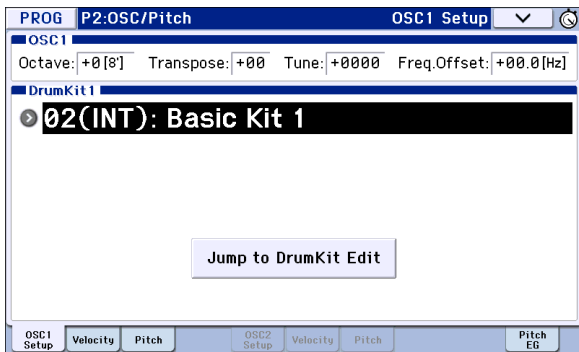 PROG P2:OSC/Pitch OSC1 Setup
OSC1
Octave: +0[8'] Transpose: +00 Tune: +0000 Freq.Offset: +00.0[Hz]
DrumKit1
02(INT): Basic Kit 1
Jump to DrumKit Edit
OSC1 Setup Velocity Pitch OSC2 Setup Velocity Pitch Pitch EG